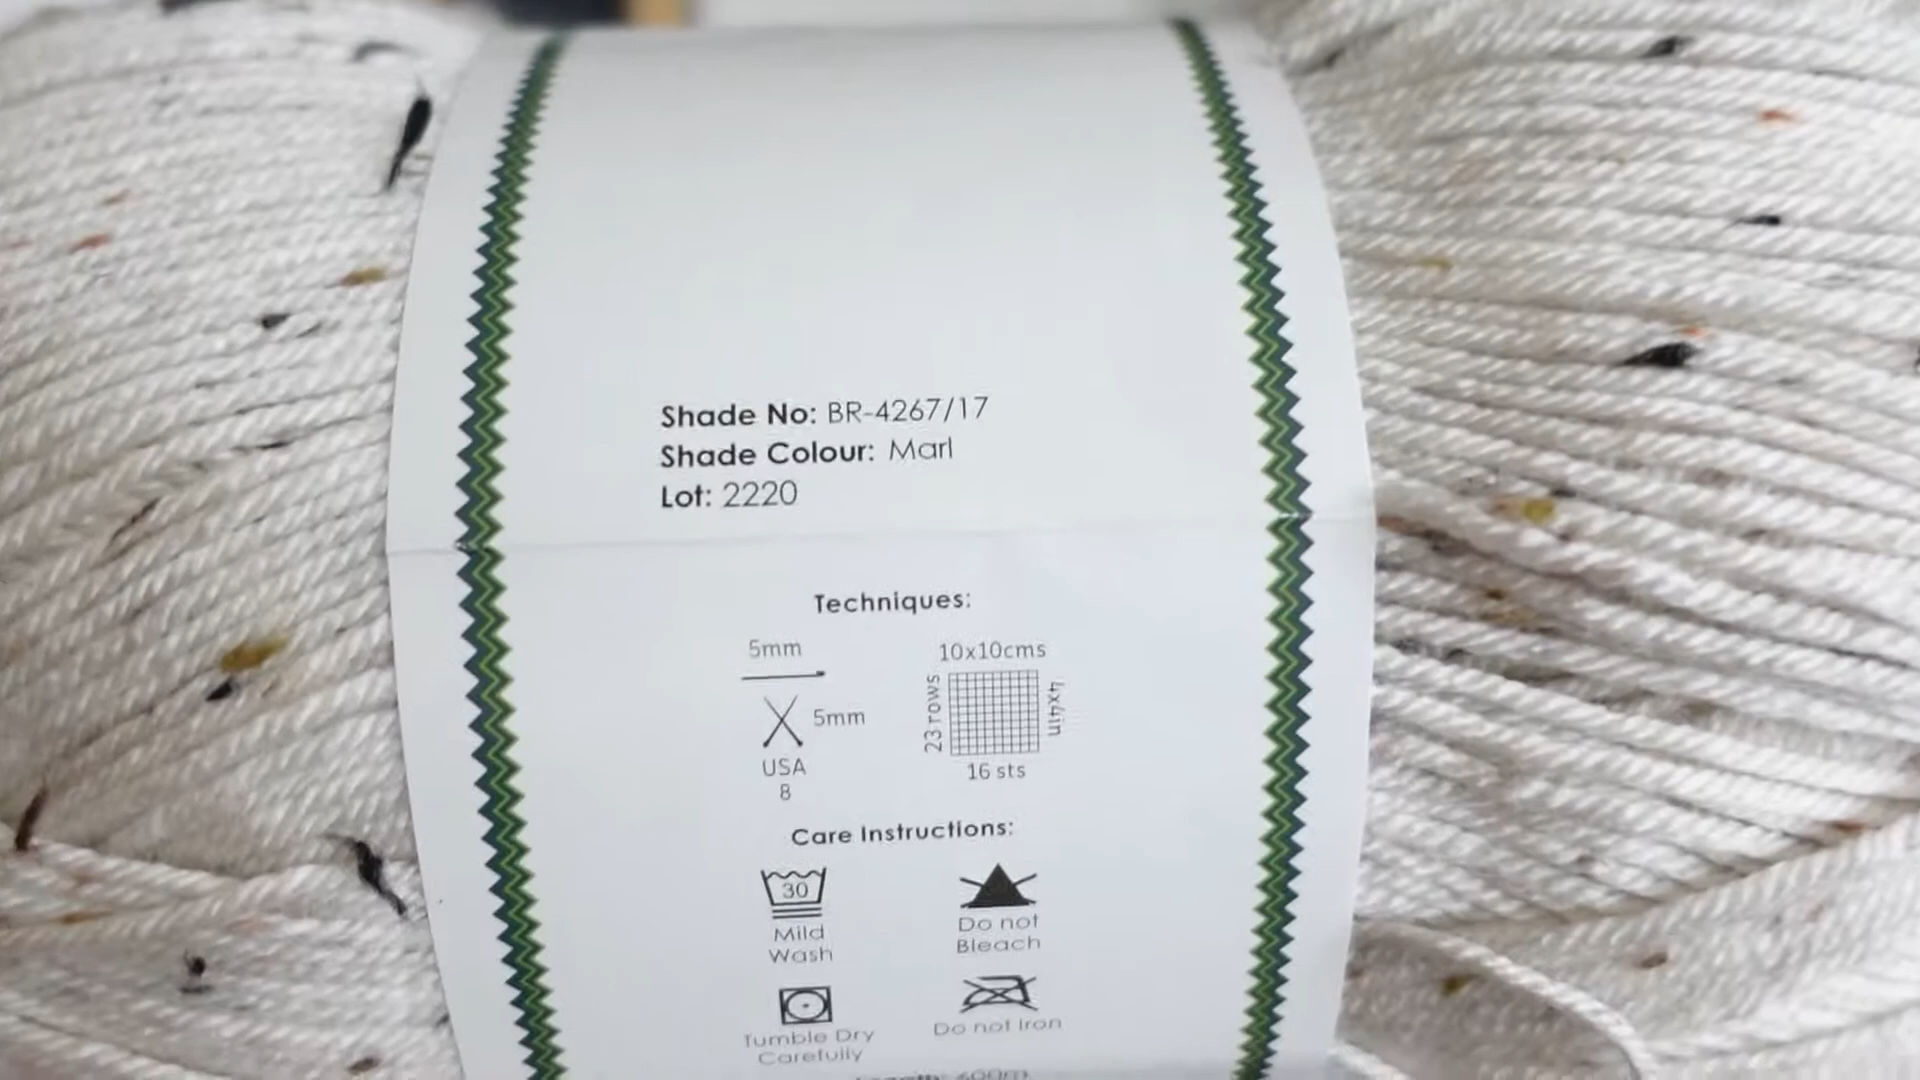 Shade No: BR-4267/17
Shade Colour: Marl
Lot: 2220
Techniques:
5mm
5mm
USA
8
10x10cms
23 rows
4x4in
16 sts
Care Instructions:
30
Mild
Wash
Do not
Bleach
Tumble Dry
Carefully
Do not Iron